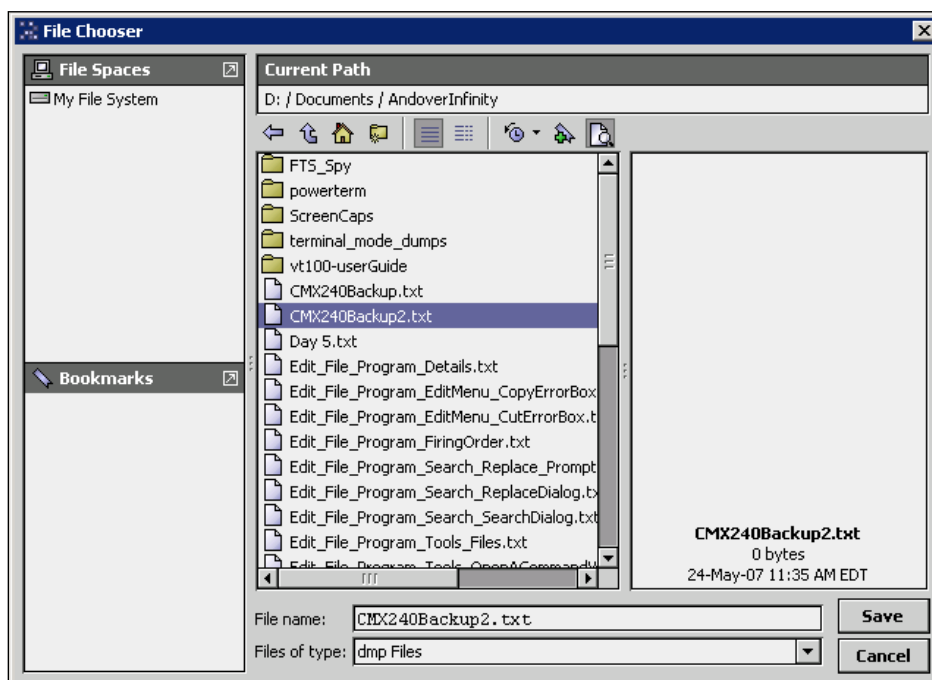 File Chooser
File Spaces
My File System
Bookmarks
Current Path
D: / Documents / AndoverInfinity
FTS_Spy
powerterm
ScreenCaps
terminal_mode_dumps
vt100-userGuide
CMX240Backup.txt
CMX240Backup2.txt
Day 5.txt
Edit_File_Program_Details.txt
Edit_File_Program_EditMenu_CopyErrorBox
Edit_File_Program_EditMenu_CutErrorBox.t
Edit_File_Program_FiringOrder.txt
Edit_File_Program_Search_Replace_Prompt
Edit_File_Program_Search_ReplaceDialog.tx
Edit_File_Program_Search_SearchDialog.txt
Edit_File_Program_Tools_Files.txt
Edit_File_Program_Tools_OpenACommandW
CMX240Backup2.txt
0 bytes
24-May-07 11:35 AM EDT
File name: CMX240Backup2.txt
Save
Files of type: dmp Files
Cancel